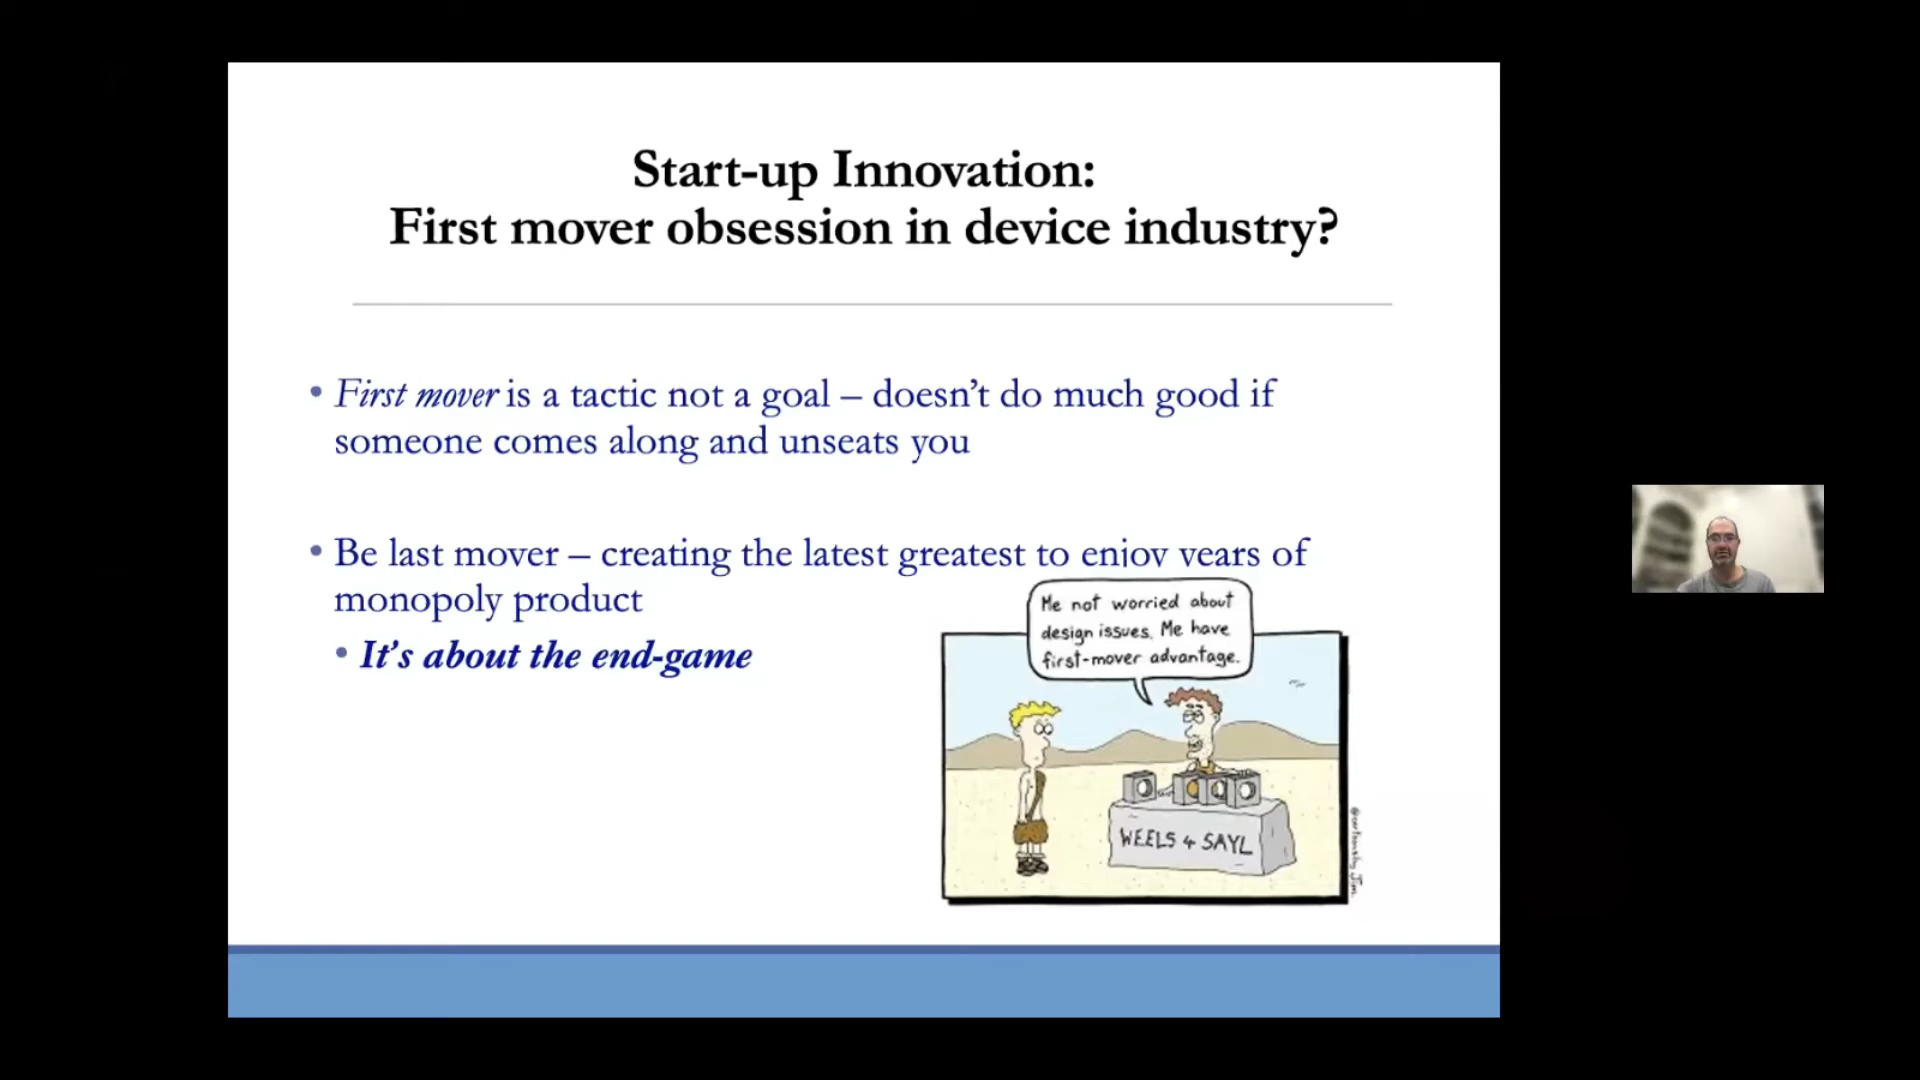 Start-up Innovation:
First mover obsession in device industry?
• First mover is a tactic not a goal – doesn’t do much good if
someone comes along and unseats you
• Be last mover – creating the latest greatest to enjoy years of
monopoly product
• It’s about the end-game
Me not worried about
design issues. Me have
first-mover advantage.
WEELS 4 SAYL
@cartoonsbyJim